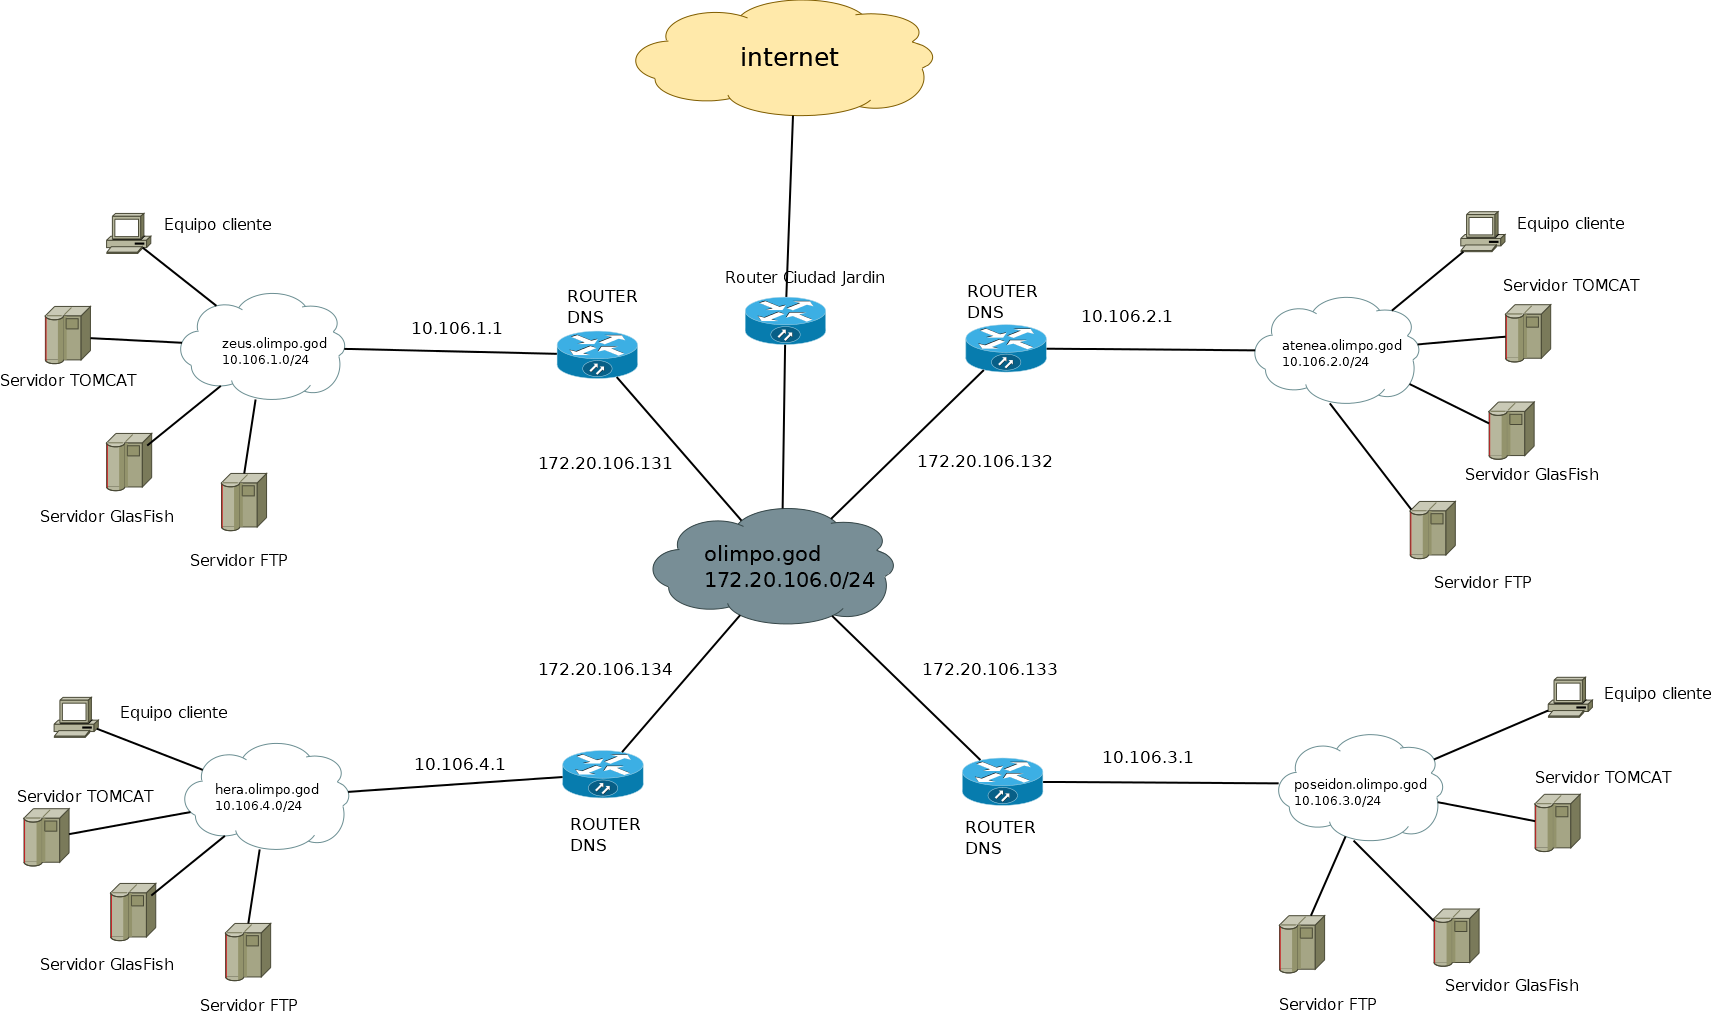 internet
Router Ciudad Jardin
Equipo cliente
zeus.olimpo.god
10.106.1.0/24
Servidor TOMCAT
Servidor GlasFish
Servidor FTP
10.106.1.1
ROUTER
DNS
172.20.106.131
ROUTER
DNS
10.106.2.1
172.20.106.132
Equipo cliente
Servidor TOMCAT
atenea.olimpo.god
10.106.2.0/24
Servidor GlasFish
Servidor FTP
olimpo.god
172.20.106.0/24
172.20.106.134
172.20.106.133
Equipo cliente
Servidor TOMCAT
hera.olimpo.god
10.106.4.0/24
Servidor GlasFish
Servidor FTP
10.106.4.1
ROUTER
DNS
10.106.3.1
ROUTER
DNS
Equipo cliente
Servidor TOMCAT
poseidon.olimpo.god
10.106.3.0/24
Servidor GlasFish
Servidor FTP